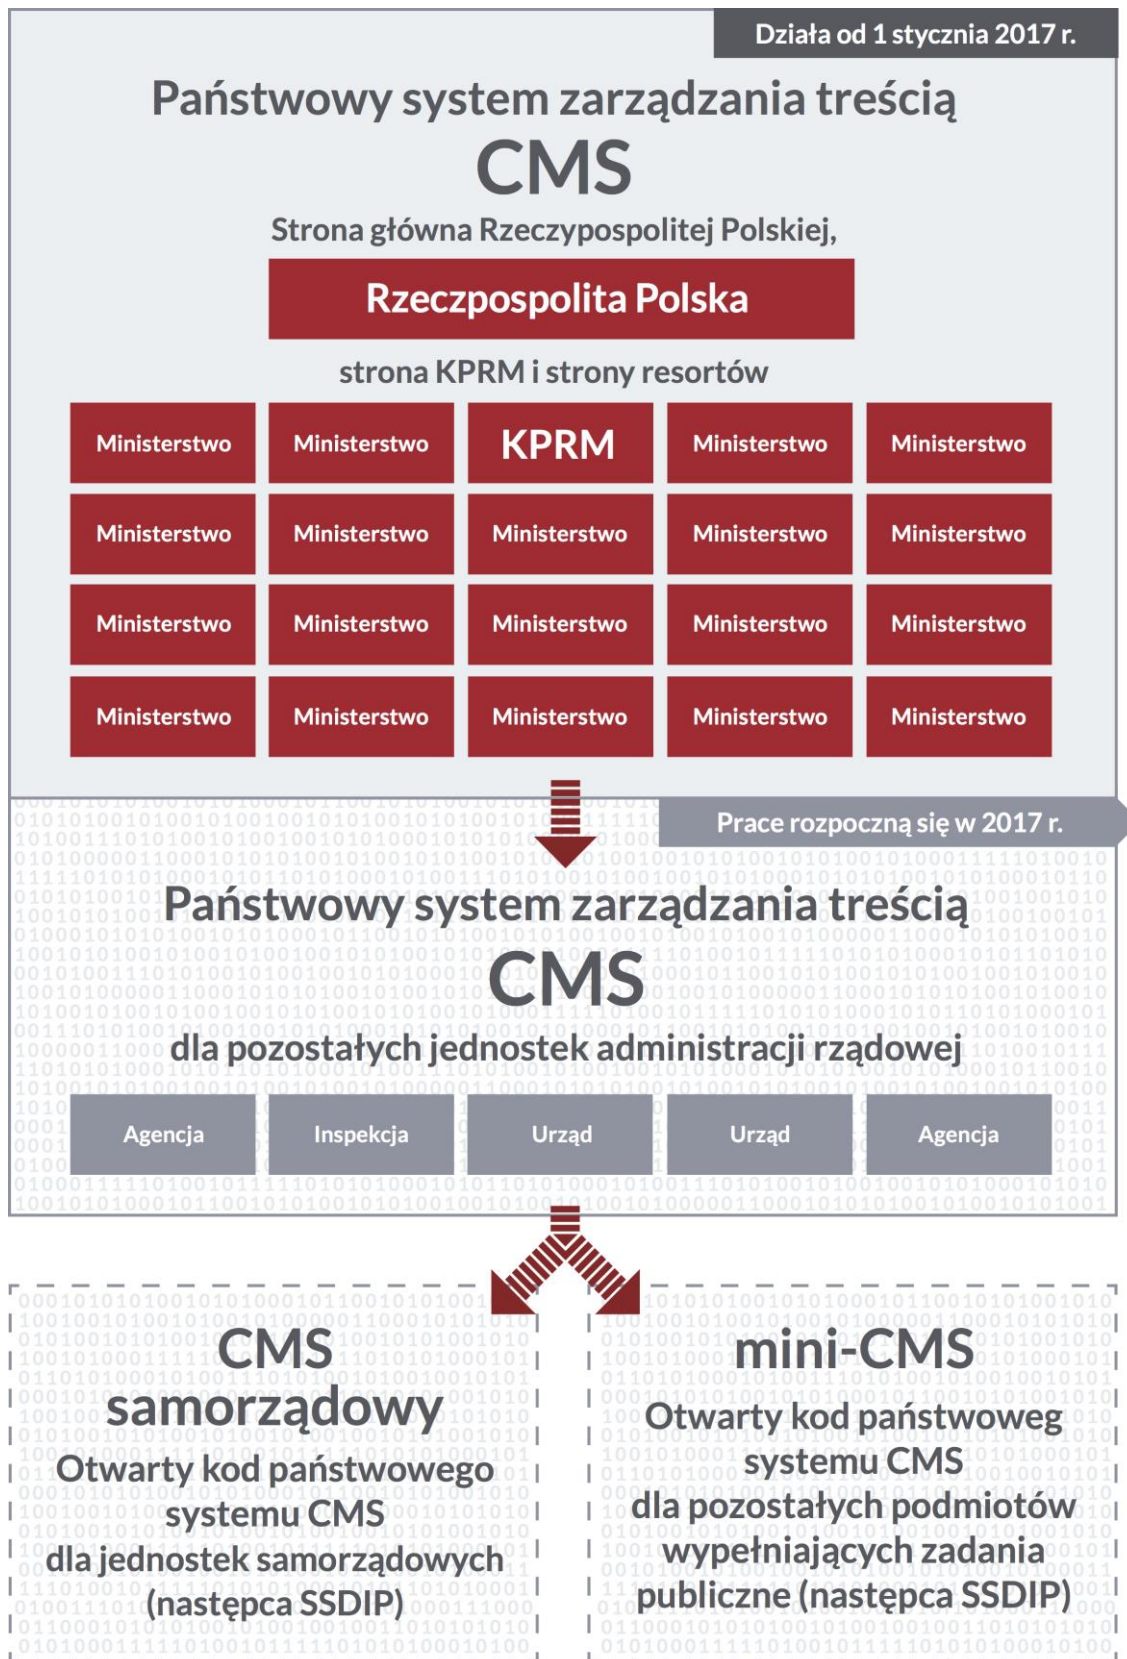 Działa od 1 stycznia 2017 r.
Państwowy system zarządzania treścią
CMS
Strona główna Rzeczypospolitej Polskiej,
Rzeczpospolita Polska
strona KPRM i strony resortów
Ministerstwo Ministerstwo KPRM Ministerstwo Ministerstwo
Ministerstwo Ministerstwo Ministerstwo Ministerstwo Ministerstwo
Ministerstwo Ministerstwo Ministerstwo Ministerstwo Ministerstwo
Ministerstwo Ministerstwo Ministerstwo Ministerstwo Ministerstwo
Prace rozpoczną się w 2017 r.
Państwowy system zarządzania treścią
CMS
dla pozostałych jednostek administracji rządowej
Agencja Inspekcja Urząd Urząd Agencja
CMS
samorządowy
Otwarty kod państwowego
systemu CMS
dla jednostek samorządowych
(następca SSDIP)
mini-CMS
Otwarty kod państwoweg
systemu CMS
dla pozostałych podmiotów
wypełniających zadania
publiczne (następca SSDIP)